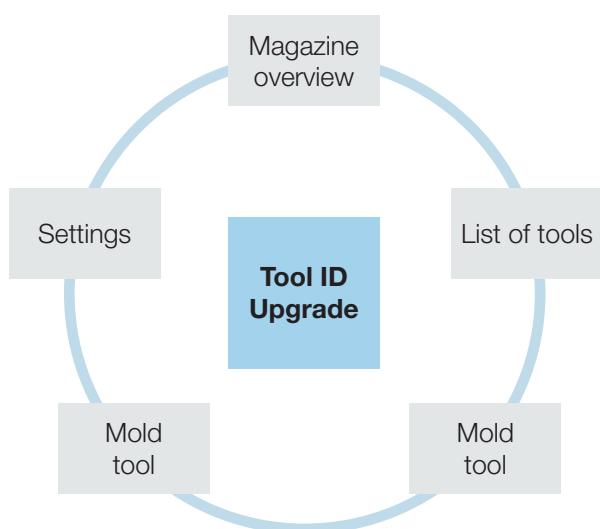 Magazine
overview
Settings
List of tools
Tool ID
Upgrade
Mold
tool
Mold
tool